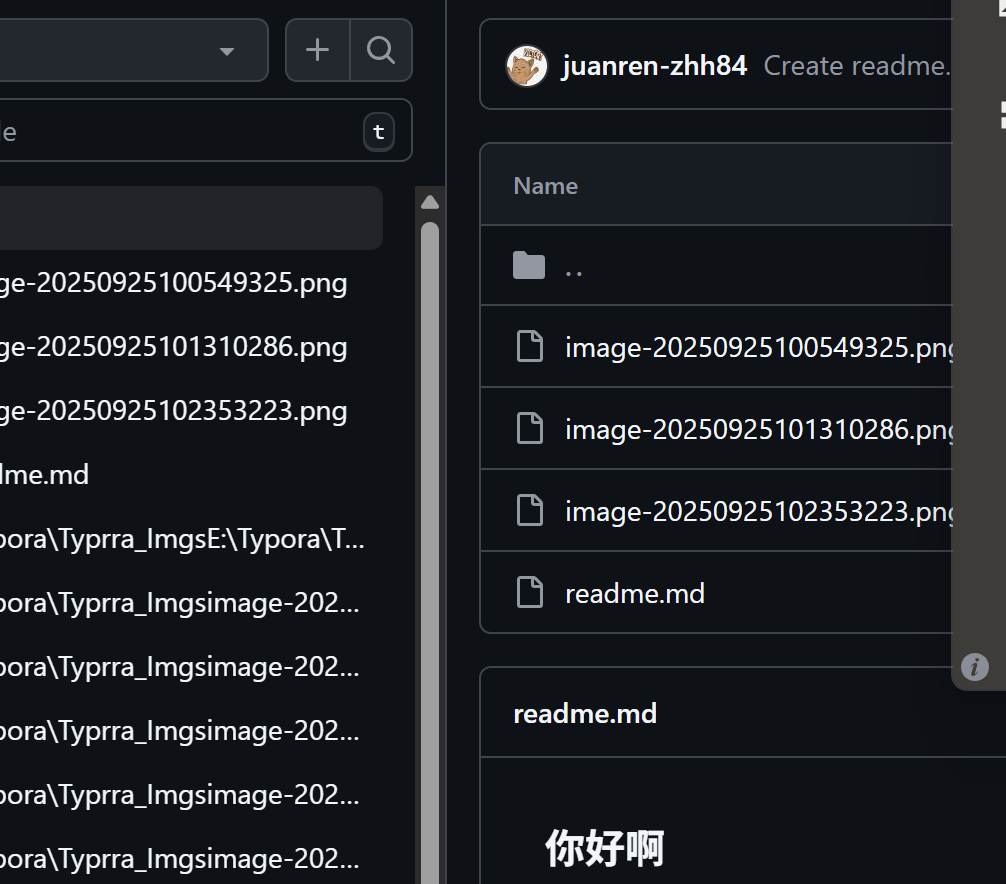 le
t
ge-20250925100549325.png
ge-20250925101310286.png
ge-20250925102353223.png
dme.md
pora\Typrra_ImgsE:\Typora\T...
pora\Typrra_Imgsimage-202...
pora\Typrra_Imgsimage-202...
pora\Typrra_Imgsimage-202...
pora\Typrra_Imgsimage-202...
pora\Typrra_Imgsimage-202...
juanren-zhh84 Create readme.
Name
..
image-20250925100549325.png
image-20250925101310286.png
image-20250925102353223.png
readme.md
readme.md
你好啊